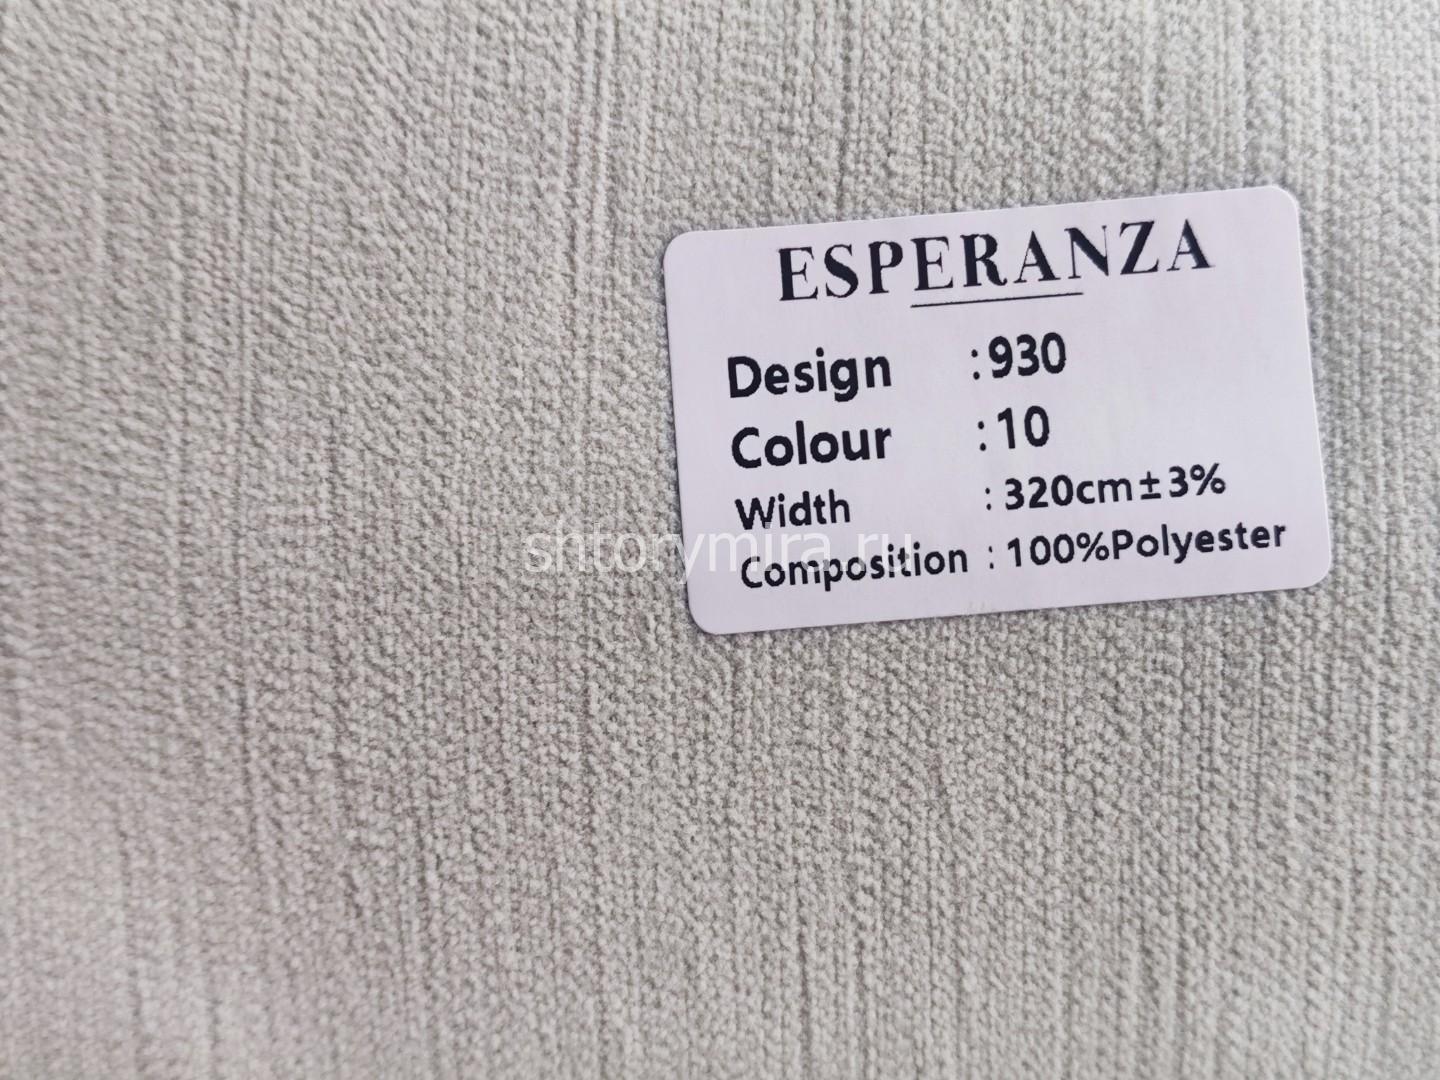 ESPERANZA
Design :930
Colour :10
Width : 320cm±3%
Composition : 100%Polyester
shtorymira.ru